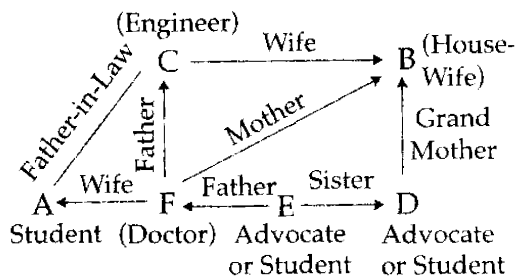 (Engineer)
C Wife B (House-
Wife)
Father-in-Law
Father
Mother
Grand
Mother
A Wife F Father E Sister D
Student (Doctor) Advocate Advocate
or Student or Student